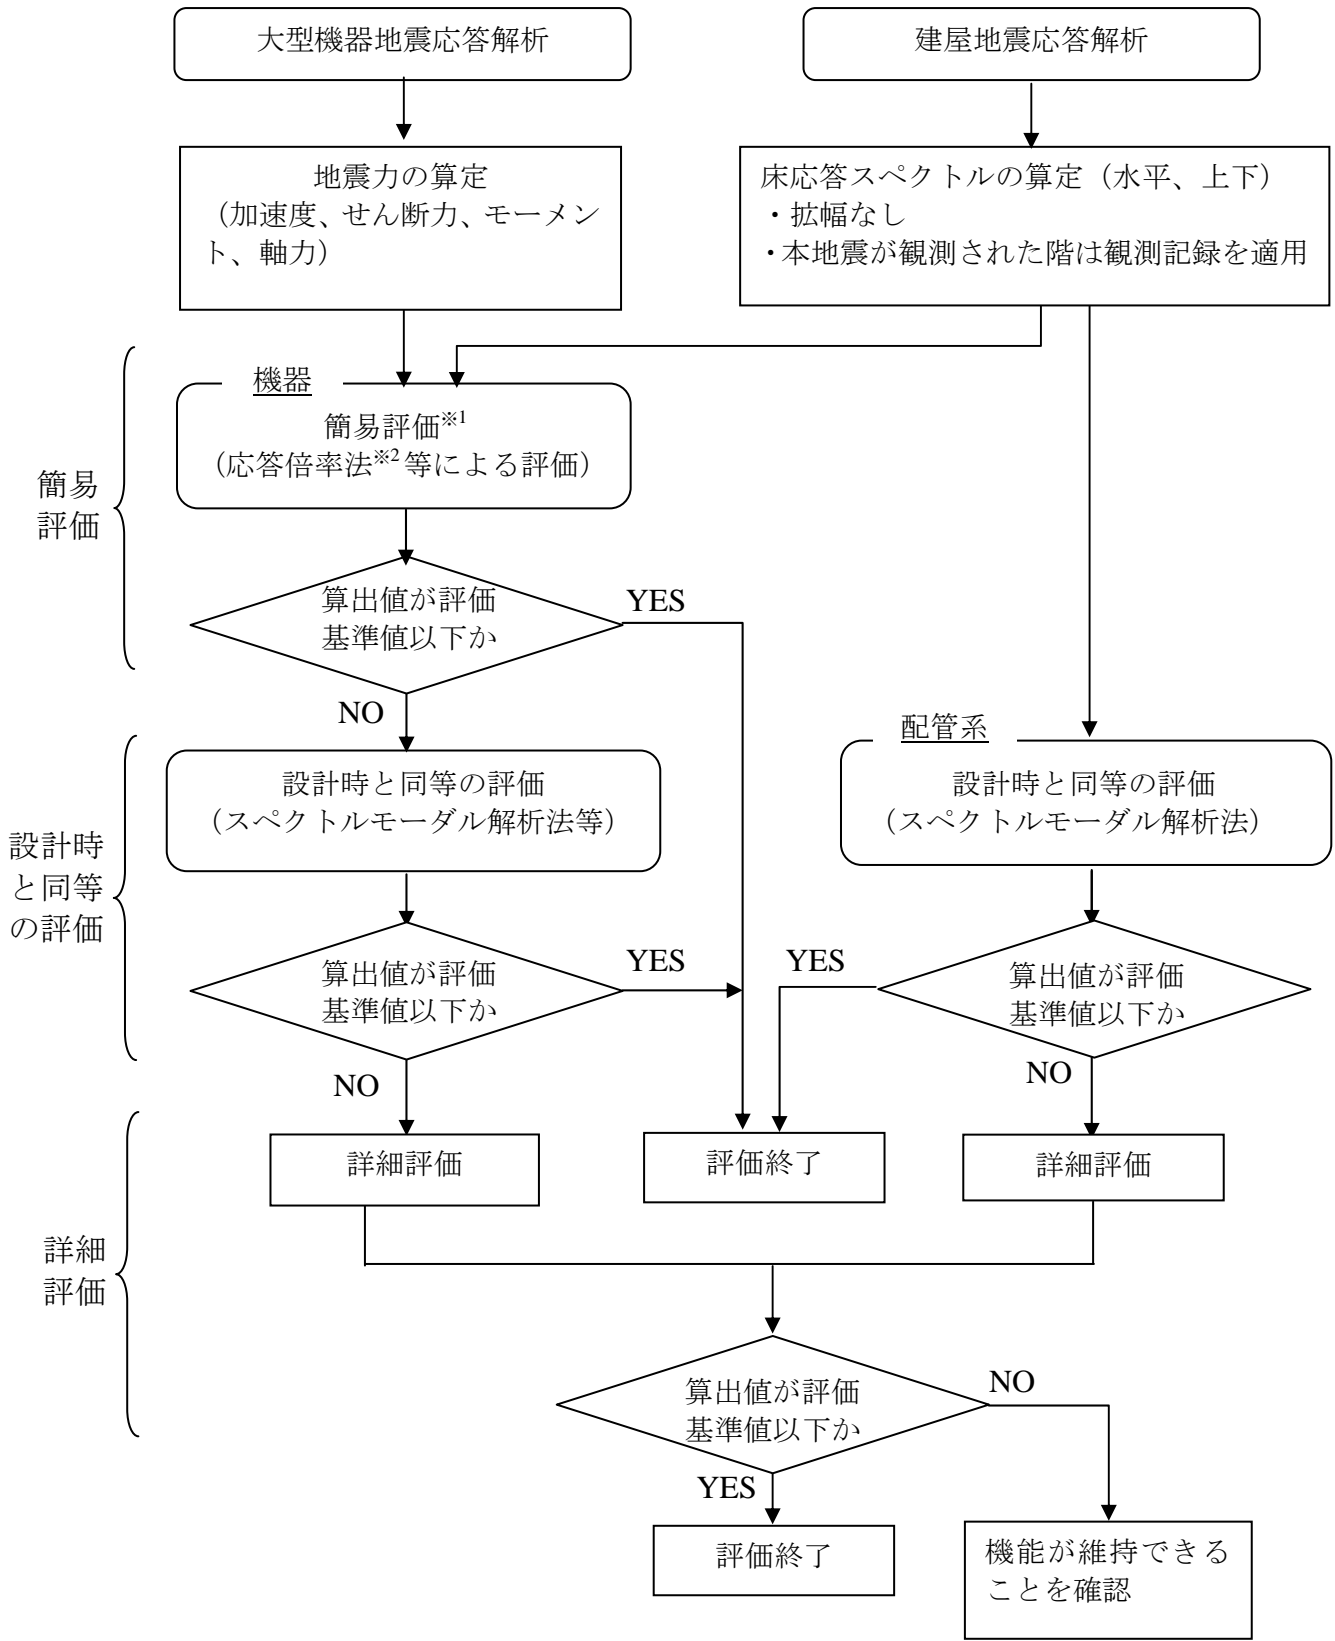 大型機器地震応答解析
建屋地震応答解析
地震力の算定
（加速度、せん断力、モーメン
ト、軸力）
床応答スペクトルの算定（水平、上下）
・拡幅なし
・本地震が観測された階は観測記録を適用
機器
簡易評価※1
（応答倍率法※2等による評価）
簡易
評価
算出値が評価
基準値以下か
YES
NO
配管系
設計時と同等の評価
（スペクトルモーダル解析法等）
設計時と同等の評価
（スペクトルモーダル解析法）
設計時
と同等
の評価
算出値が評価
基準値以下か
YES
YES
算出値が評価
基準値以下か
NO
NO
詳細評価
評価終了
詳細評価
詳細
評価
算出値が評価
基準値以下か
NO
YES
評価終了
機能が維持できる
ことを確認